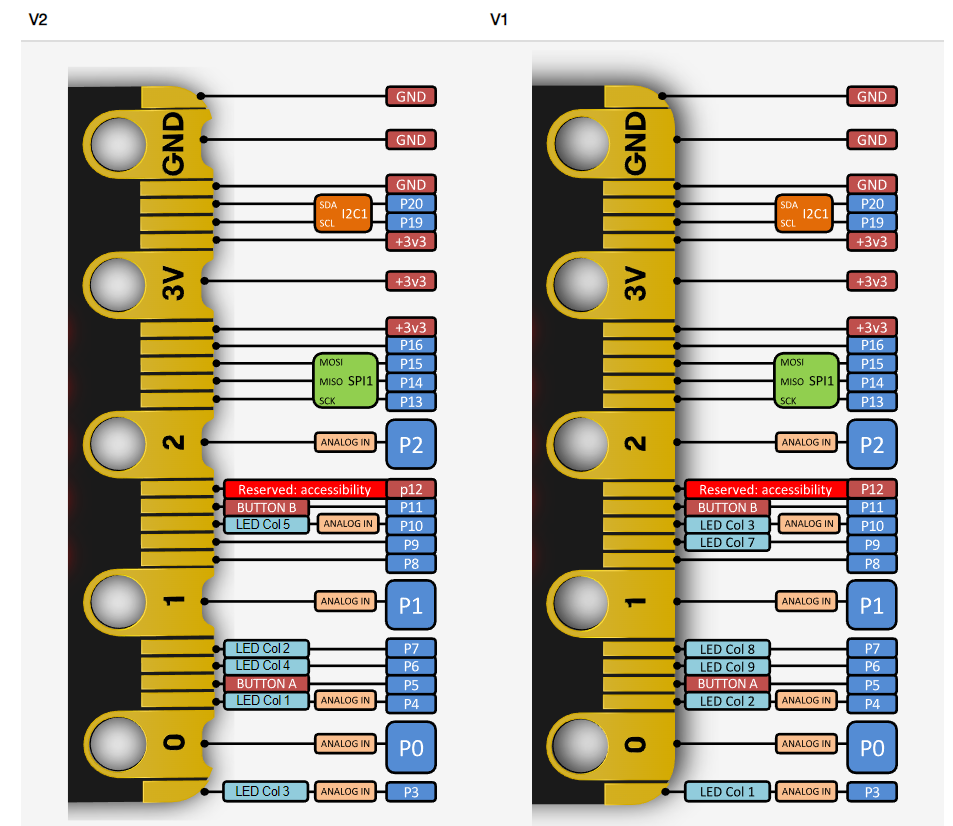 V2
V1
GND
GND
GND
GND
SDA
SCL
I2C1
P20
P19
+3v3
3V
+3v3
+3v3
P16
MOSI
MISO
SCK
SPI1
P15
P14
P13
2
ANALOG IN
P2
Reserved: accessibility
p12
BUTTON B
P11
LED Col 5
ANALOG IN
P10
P9
P8
1
ANALOG IN
P1
LED Col 2
P7
LED Col 4
P6
BUTTON A
P5
LED Col 1
ANALOG IN
P4
0
ANALOG IN
P0
LED Col 3
ANALOG IN
P3
GND
GND
GND
GND
SDA
SCL
I2C1
P20
P19
+3v3
3V
+3v3
+3v3
P16
MOSI
MISO
SCK
SPI1
P15
P14
P13
2
ANALOG IN
P2
Reserved: accessibility
P12
BUTTON B
P11
LED Col 3
ANALOG IN
P10
LED Col 7
P9
P8
1
ANALOG IN
P1
LED Col 8
P7
LED Col 9
P6
BUTTON A
P5
LED Col 2
ANALOG IN
P4
0
ANALOG IN
P0
LED Col 1
ANALOG IN
P3